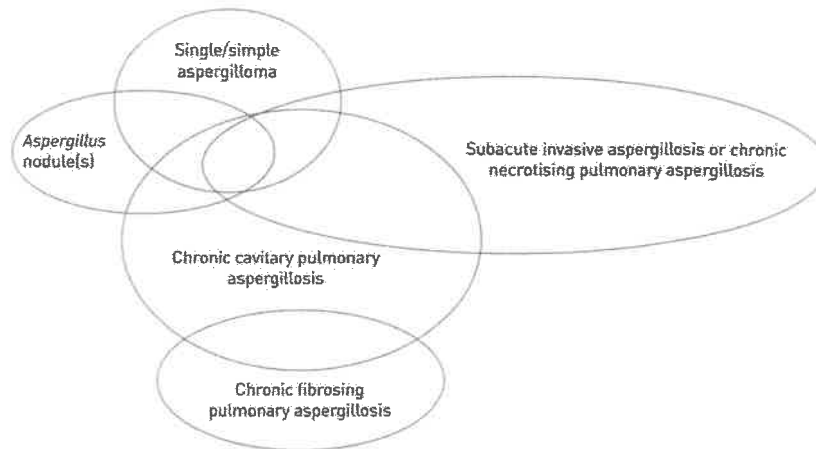 Single/simple
aspergilloma
Aspergillus
nodule(s)
Subacute invasive aspergillosis or chronic
necrotising pulmonary aspergillosis
Chronic cavitary pulmonary
aspergillosis
Chronic fibrosing
pulmonary aspergillosis